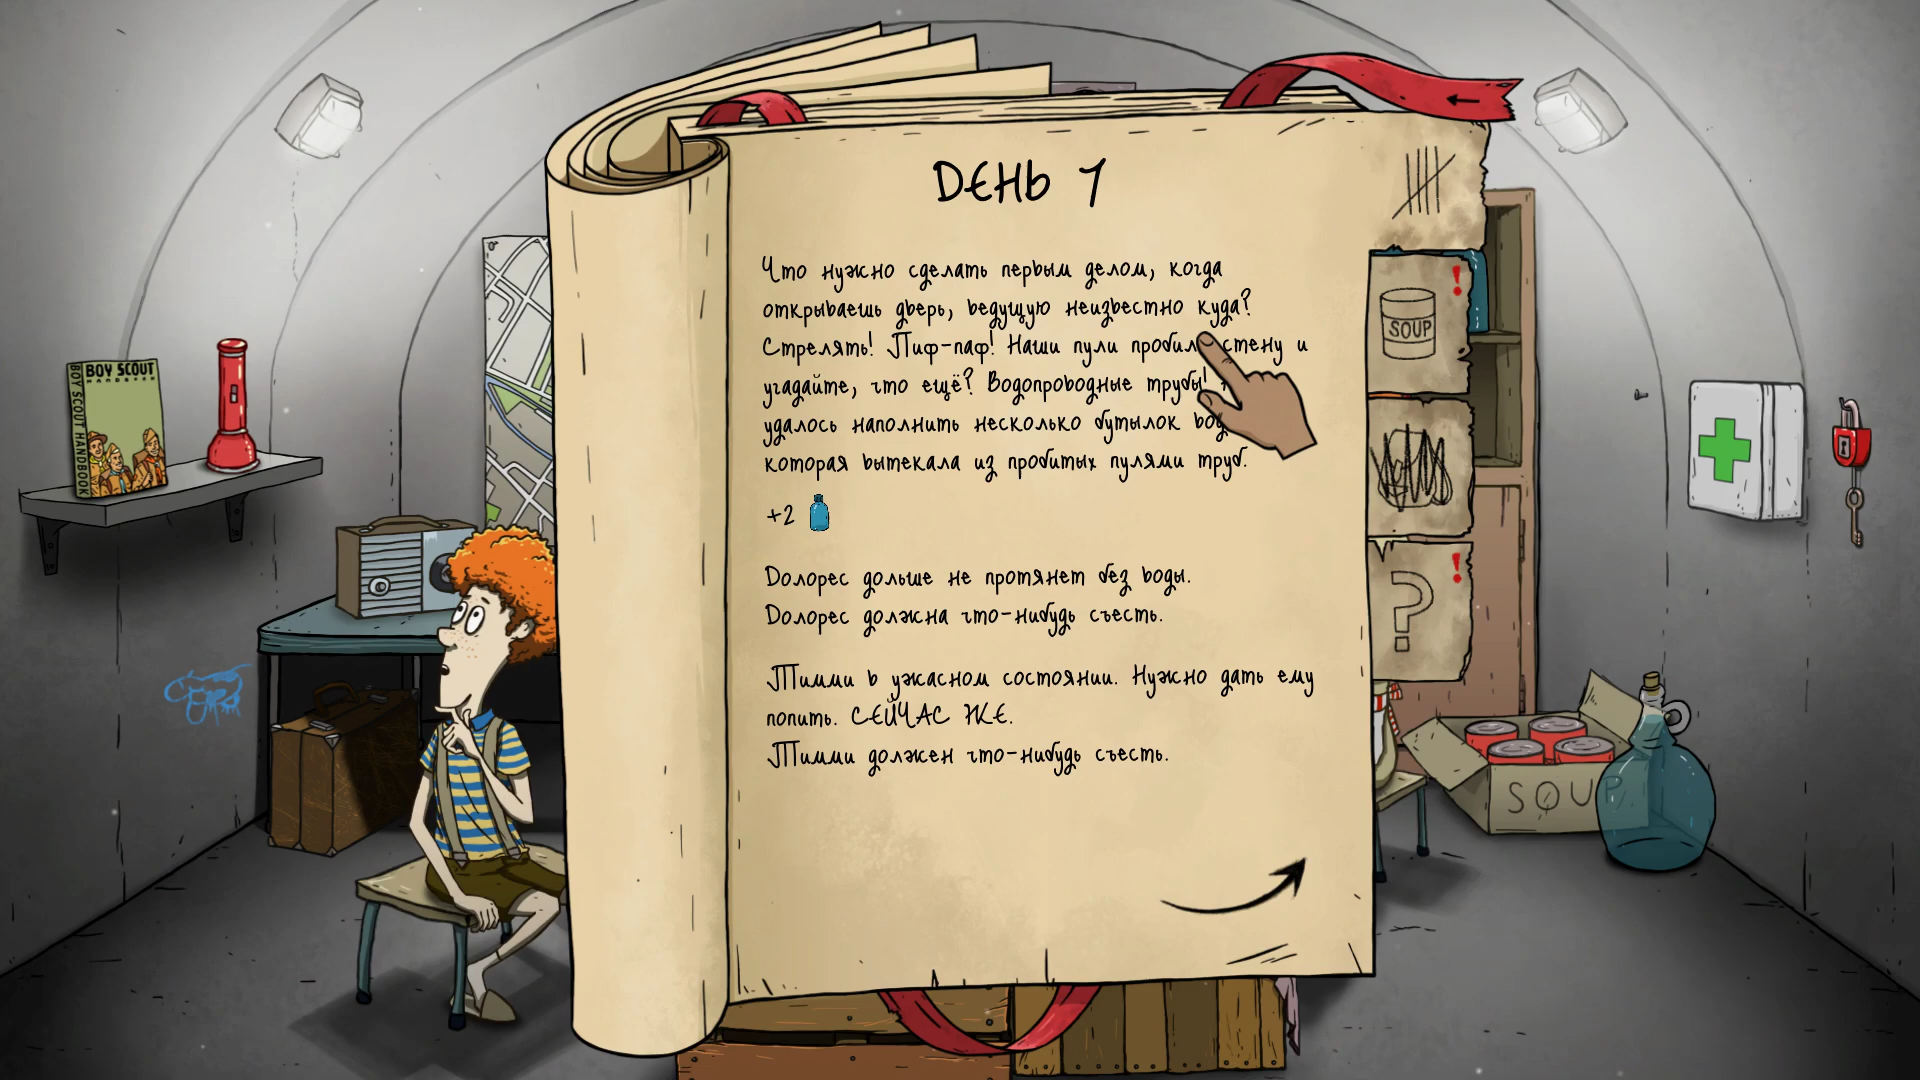 ДЕНЬ 7
Что нужно сделать первым делом, когда
открываешь дверь, ведущую неизвестно куда?
Стрелять! Пиф-паф! Наши пули пробил стену и
угадайте, что ещё? Водопроводные трубы!
удалось наполнить несколько бутылок
которая вытекала из пробитых пулями труб.
+2
Долорес дольше не протянет без воды.
Долорес должна что-нибудь съесть.
Тимми в ужасном состоянии. Нужно дать ему
попить. СЕЙЧАС ЖЕ.
Тимми должен что-нибудь съесть.
!
SOUP
!
?
BOY SCOUT
HANDBOOK
BOY SCOUT HANDBOOK
SOUP